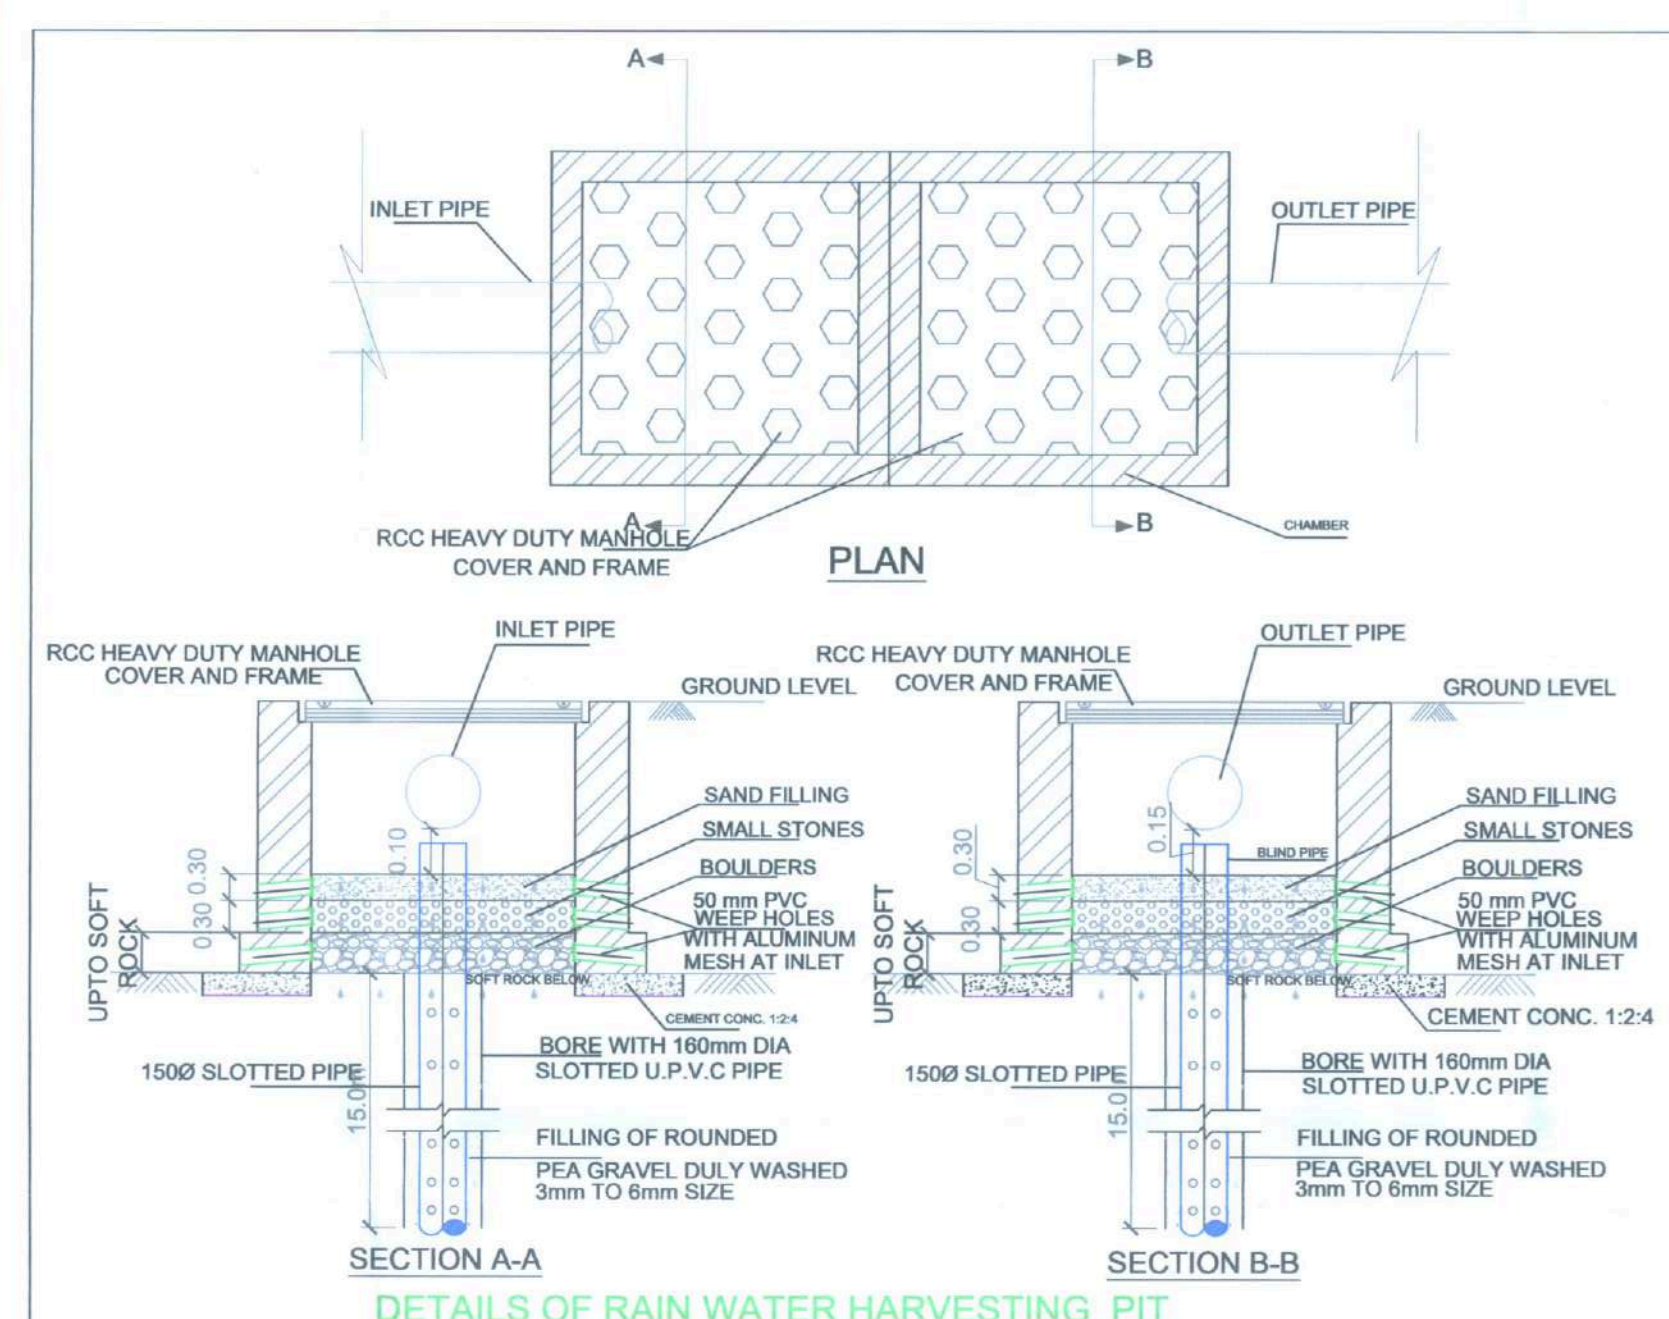 A
B
INLET PIPE
OUTLET PIPE
A
B
RCC HEAVY DUTY MANHOLE
COVER AND FRAME
CHAMBER
PLAN
INLET PIPE
RCC HEAVY DUTY MANHOLE
COVER AND FRAME
GROUND LEVEL
SAND FILLING
SMALL STONES
BOULDERS
50 mm PVC
WEEP HOLES
WITH ALUMINUM
MESH AT INLET
0.10
0.30
0.30
UPTO SOFT
ROCK
SOFT ROCK BELOW
CEMENT CONC. 1:2:4
BORE WITH 160mm DIA
SLOTTED U.P.V.C PIPE
150Ø SLOTTED PIPE
15.0m
FILLING OF ROUNDED
PEA GRAVEL DULY WASHED
3mm TO 6mm SIZE
SECTION A-A
OUTLET PIPE
RCC HEAVY DUTY MANHOLE
COVER AND FRAME
GROUND LEVEL
SAND FILLING
SMALL STONES
BLIND PIPE
BOULDERS
50 mm PVC
WEEP HOLES
WITH ALUMINUM
MESH AT INLET
0.15
0.30
0.30
UPTO SOFT
ROCK
SOFT ROCK BELOW
CEMENT CONC. 1:2:4
BORE WITH 160mm DIA
SLOTTED U.P.V.C PIPE
150Ø SLOTTED PIPE
15.0m
FILLING OF ROUNDED
PEA GRAVEL DULY WASHED
3mm TO 6mm SIZE
SECTION B-B
DETAILS OF RAIN WATER HARVESTING PIT